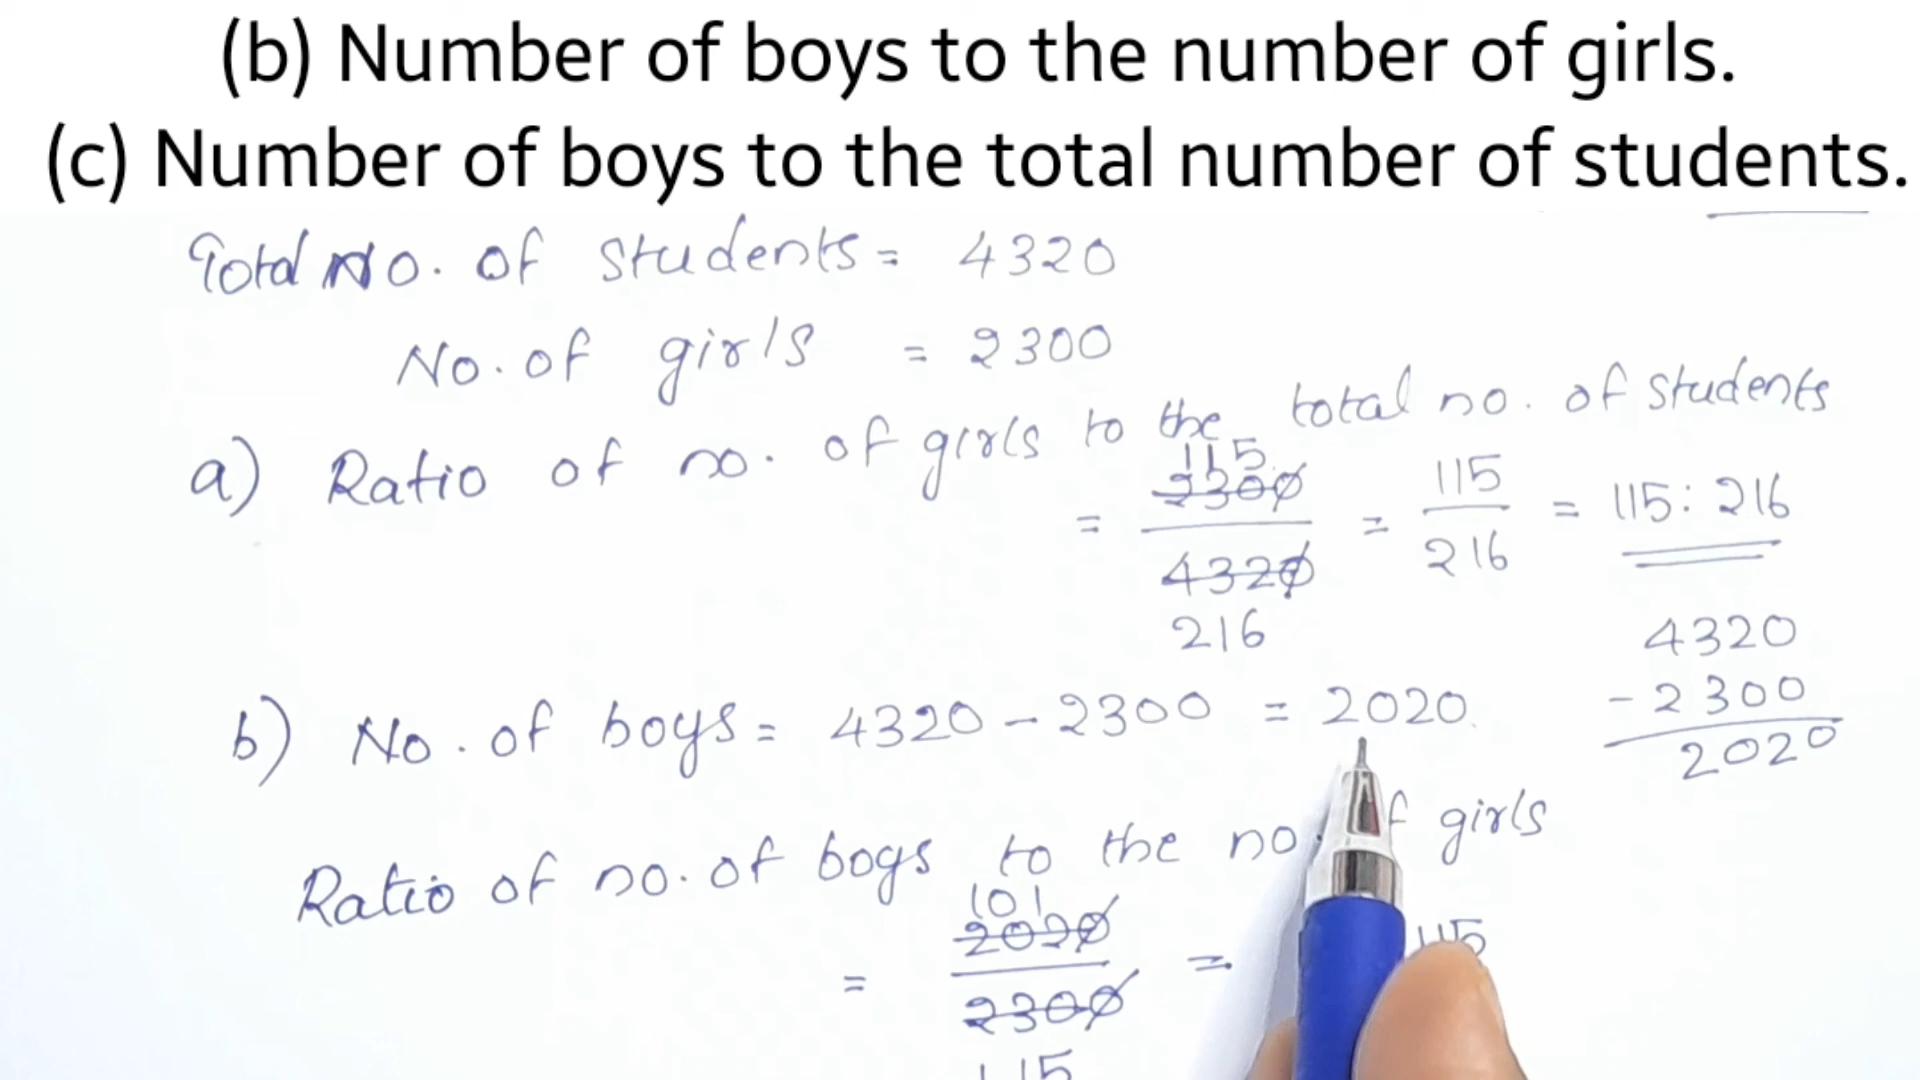 (b) Number of boys to the number of girls.
(c) Number of boys to the total number of students.
Total No. of students = 4320
No. of girls = 2300
a) Ratio of no. of girls to the total no. of students
115
= 2300 = 115 = 115 : 216
4320 216
216
4320
- 2300
2020
b) No. of boys = 4320 - 2300 = 2020.
Ratio of no. of boys to the no. girls
101
= 2020 =
2300
115